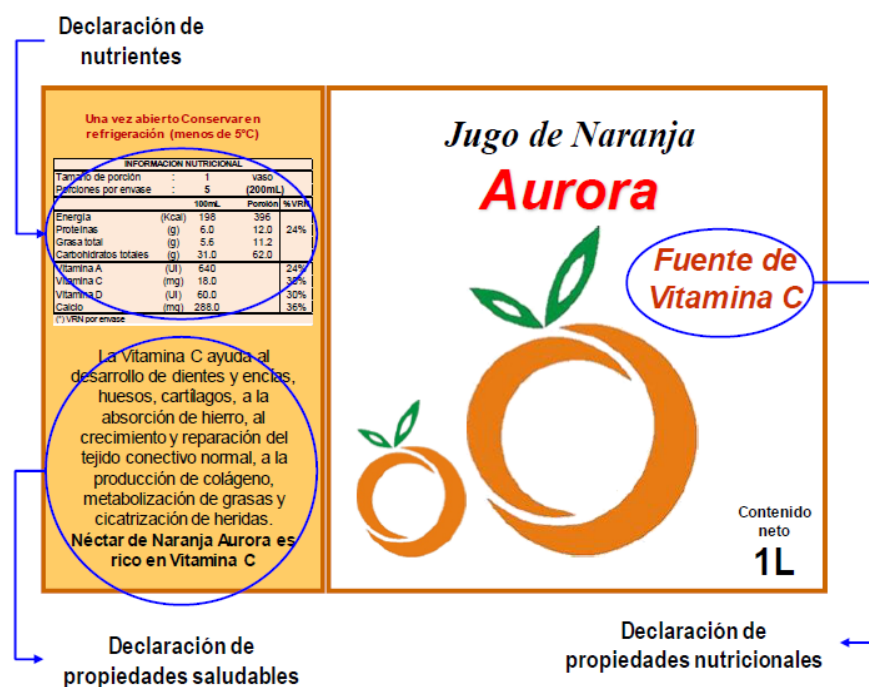 Declaración de
nutrientes
Una vez abierto Conservar en
refrigeración (menos de 5ºC)
INFORMACION NUTRICIONAL
Tamaño de porción : 1 vaso
Porciones por envase : 5 (200mL)
100mL Porción %VRN
Energía (Kcal) 198 396
Proteínas (g) 6.0 12.0 24%
Grasa total (g) 5.6 11.2
Carbohidratos totales (g) 31.0 62.0
Vitamina A (UI) 640 24%
Vitamina C (mg) 18.0 30%
Vitamina D (UI) 60.0 30%
Calcio (mg) 288.0 36%
(*) VRN por envase
La Vitamina C ayuda al
desarrollo de dientes y encías,
huesos, cartílagos, a la
absorción de hierro, al
crecimiento y reparación del
tejido conectivo normal, a la
producción de colágeno,
metabolización de grasas y
cicatrización de heridas.
Néctar de Naranja Aurora es
rico en Vitamina C
Jugo de Naranja
Aurora
Fuente de
Vitamina C
Contenido
neto
1L
Declaración de
propiedades saludables
Declaración de
propiedades nutricionales